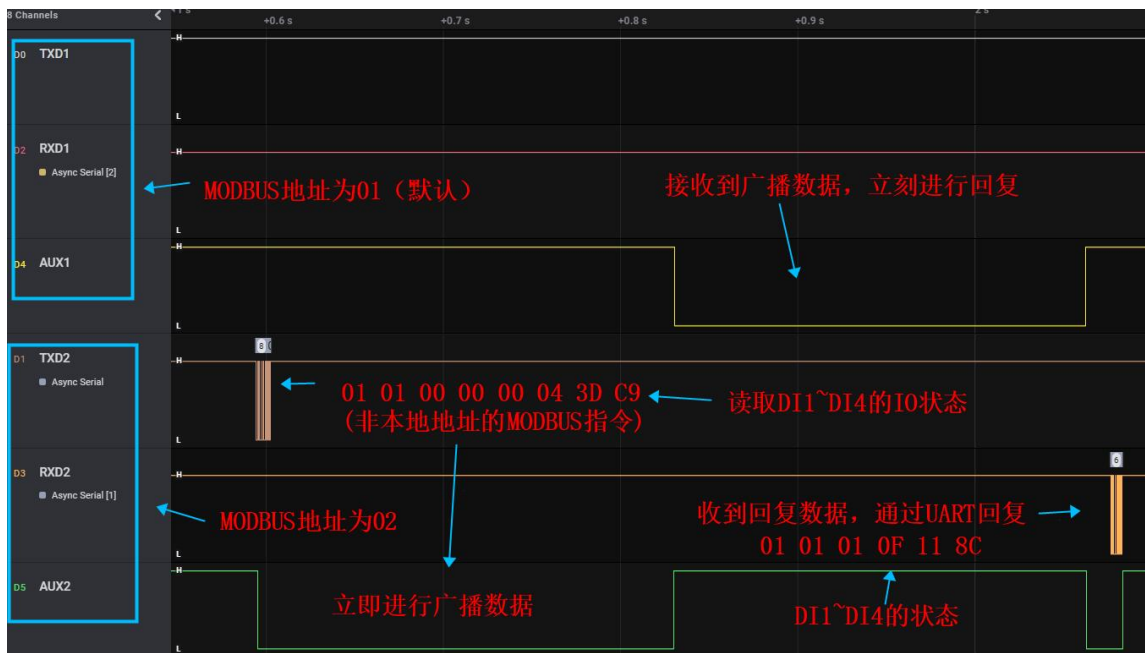 8 Channels
+0.6 s
+0.7 s
+0.8 s
+0.9 s
2 s
D0 TXD1
H
L
D2 RXD1
Async Serial [2]
H
L
MODBUS地址为01（默认）
接收到广播数据，立刻进行回复
D4 AUX1
H
L
D1 TXD2
Async Serial
H
L
8
01 01 00 00 00 04 3D C9
(非本地地址的MODBUS指令)
读取DI1~DI4的IO状态
D3 RXD2
Async Serial [1]
H
L
6
MODBUS地址为02
收到回复数据，通过UART回复
01 01 01 0F 11 8C
D5 AUX2
H
L
立即进行广播数据
DI1~DI4的状态